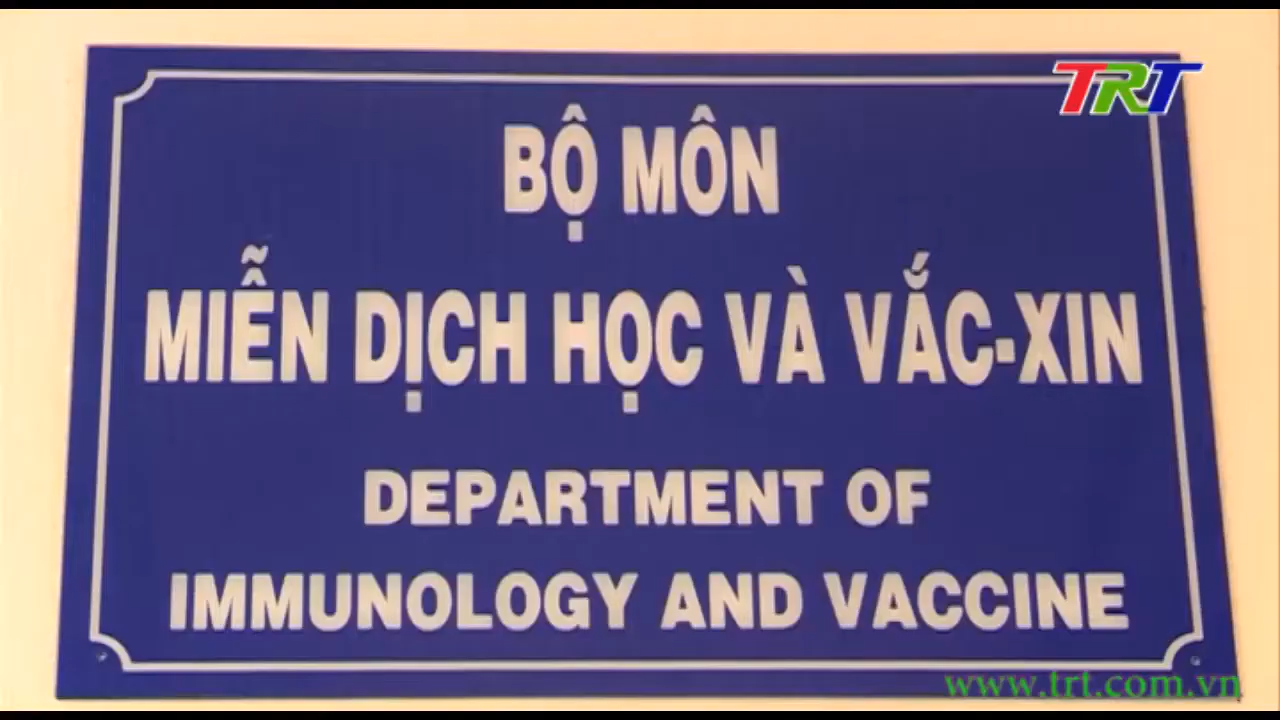 TRT
BỘ MÔN
MIỄN DỊCH HỌC VÀ VẮC-XIN
DEPARTMENT OF
IMMUNOLOGY AND VACCINE
www.trt.com.vn